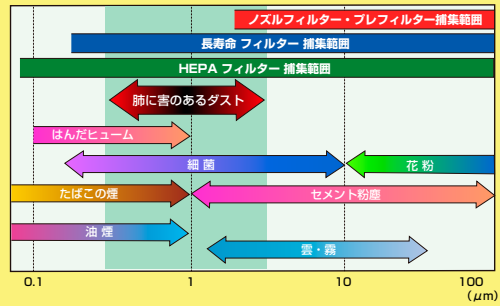 ノズルフィルター・プレフィルター 捕集範囲
長寿命 フィルター 捕集範囲
HEPA フィルター 捕集範囲
肺に害のあるダスト
はんだヒューム
細 菌
花 粉
たばこの煙
セメント粉塵
油 煙
雲・霧
0.1
1
10
100
(μm)